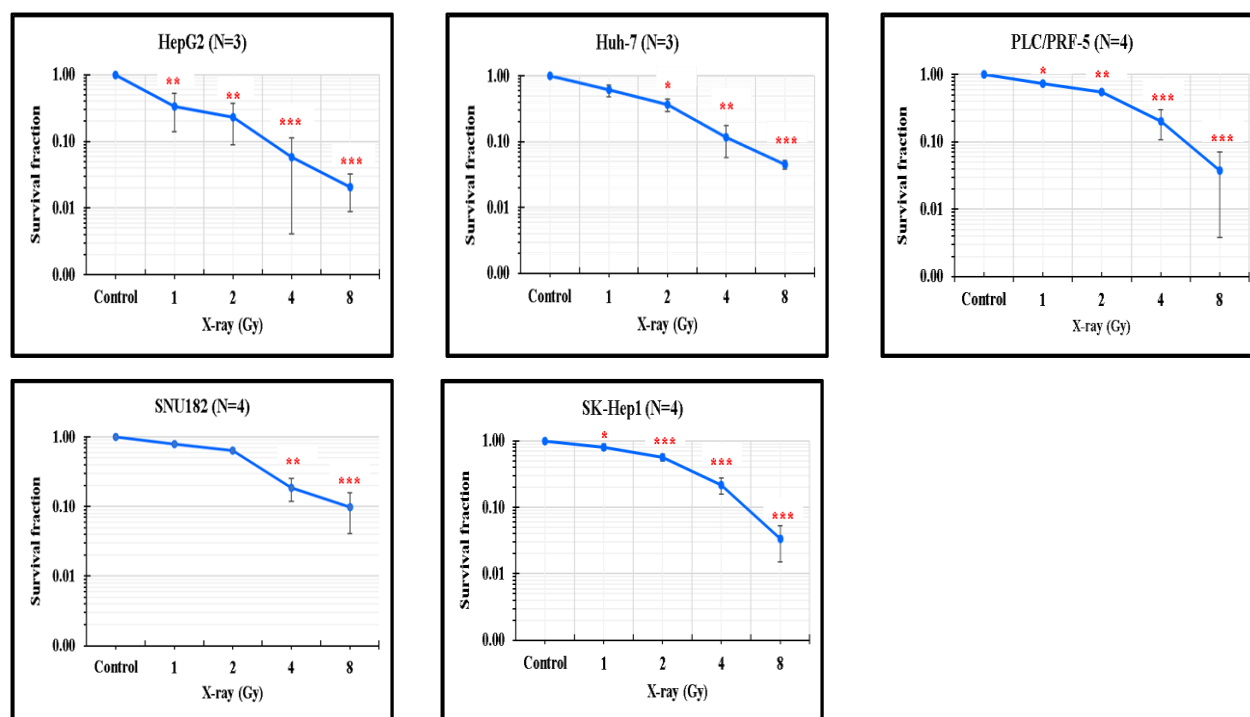 HepG2 (N=3)
1.00
0.10
0.01
0.00
Survival fraction
**
**
***
***
Control 1 2 4 8
X-ray (Gy)
Huh-7 (N=3)
1.00
0.10
0.01
0.00
Survival fraction
*
**
***
Control 1 2 4 8
X-ray (Gy)
PLC/PRF-5 (N=4)
1.00
0.10
0.01
0.00
Survival fraction
*
**
***
***
Control 1 2 4 8
X-ray (Gy)
SNU182 (N=4)
1.00
0.10
0.01
0.00
Survival fraction
**
***
Control 1 2 4 8
X-ray (Gy)
SK-Hep1 (N=4)
1.00
0.10
0.01
0.00
Survival fraction
*
***
***
***
Control 1 2 4 8
X-ray (Gy)